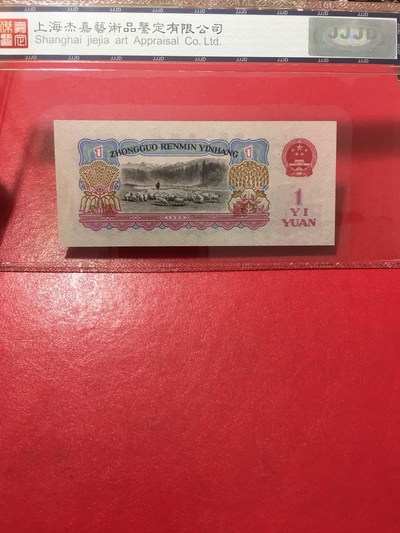 上海杰嘉藝術品鑒定有限公司
Shanghai jiejia art Appraisal Co. Ltd.
JJJD
ZHONGGUO RENMIN YINHANG
1
1
1
YI
YUAN